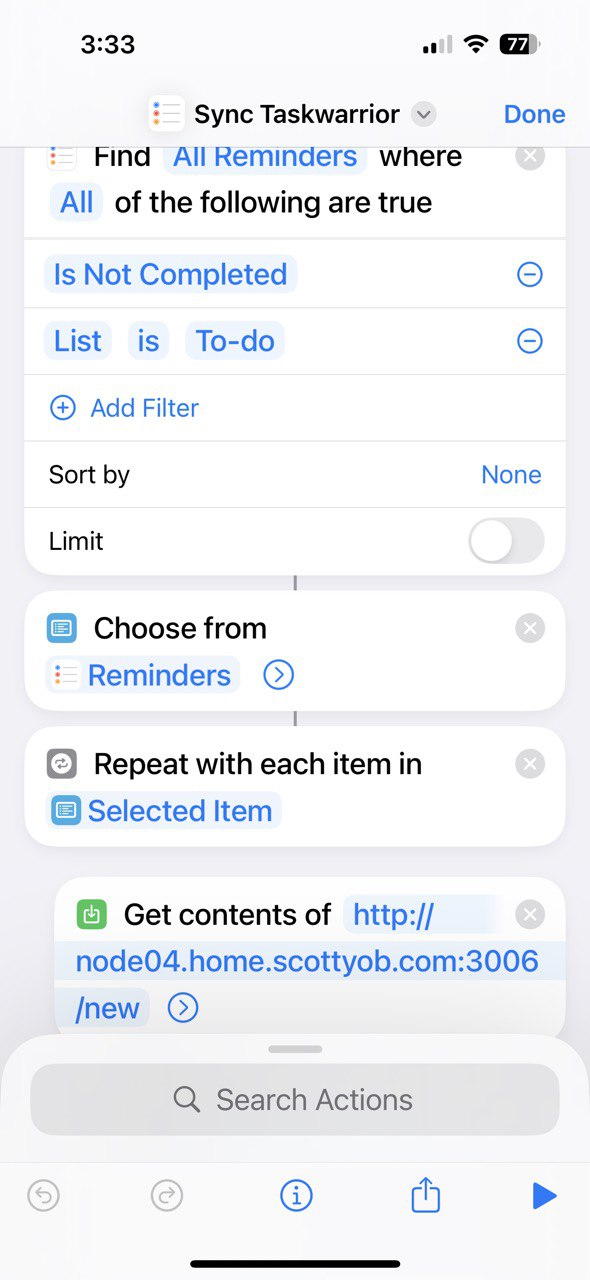 3:33
77
Sync Taskwarrior
Done
Find All Reminders where
All of the following are true
Is Not Completed
List is To-do
Add Filter
Sort by None
Limit
Choose from
Reminders
Repeat with each item in
Selected Item
Get contents of http://
node04.home.scottyob.com:3006
/new
Search Actions